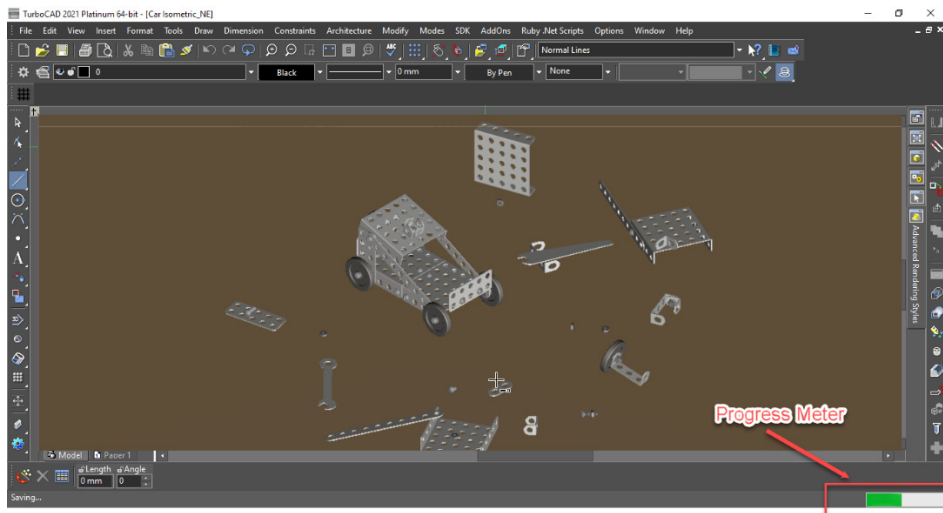 TurboCAD 2021 Platinum 64-bit - [Car Isometric_NE]
File Edit View Insert Format Tools Draw Dimension Constraints Architecture Modify Modes SDK AddOns Ruby .Net Scripts Options Window Help
Normal Lines
0 Black 0 mm By Pen None
Advanced Rendering Styles
Progress Meter
Model Paper 1
Length Angle
0 mm 0
Saving...